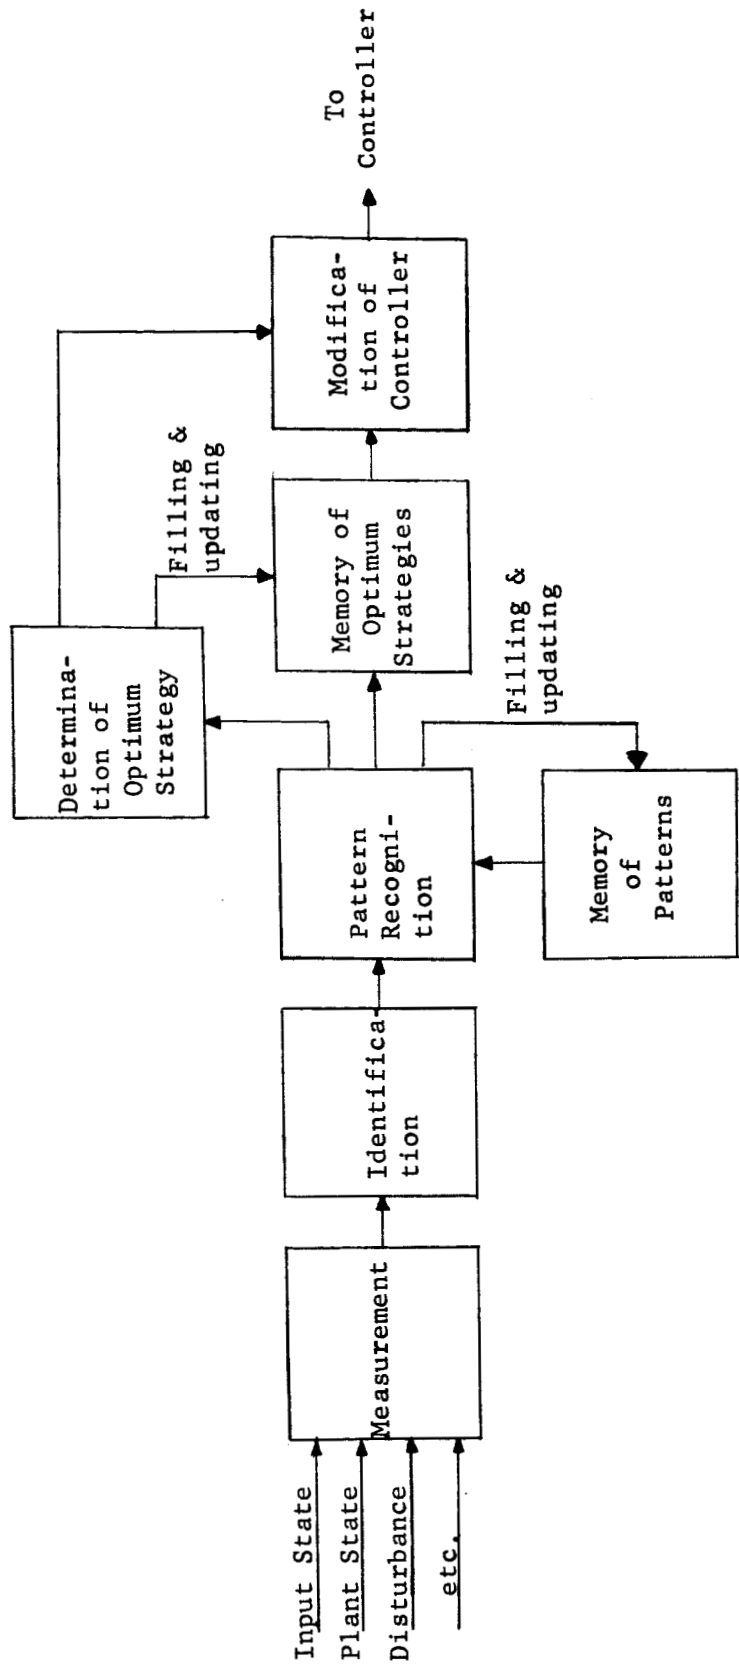 Input State
Plant State
Disturbance
etc.
Measurement
Identifica-
tion
Pattern
Recogni-
tion
Memory
of
Patterns
Filling &
updating
Determina-
tion of
Optimum
Strategy
Filling &
updating
Memory of
Optimum
Strategies
Modifica-
tion of
Controller
To
Controller